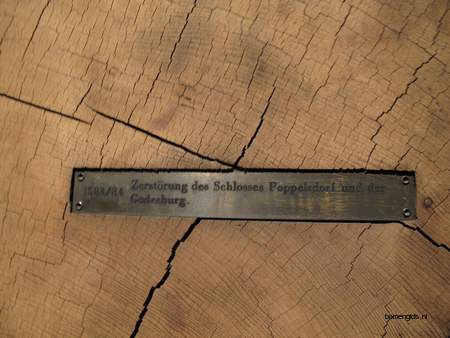 1583/84 Zerstörung des Schlosses Poppelsdorf und der
Godesburg.
bomengids.nl